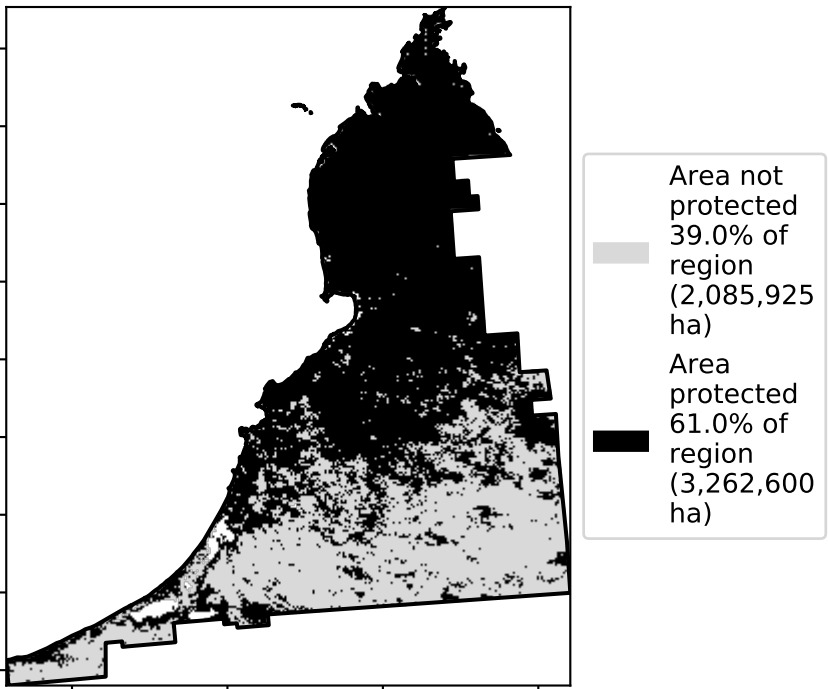 Area not
protected
39.0% of
region
(2,085,925
ha)
Area
protected
61.0% of
region
(3,262,600
ha)